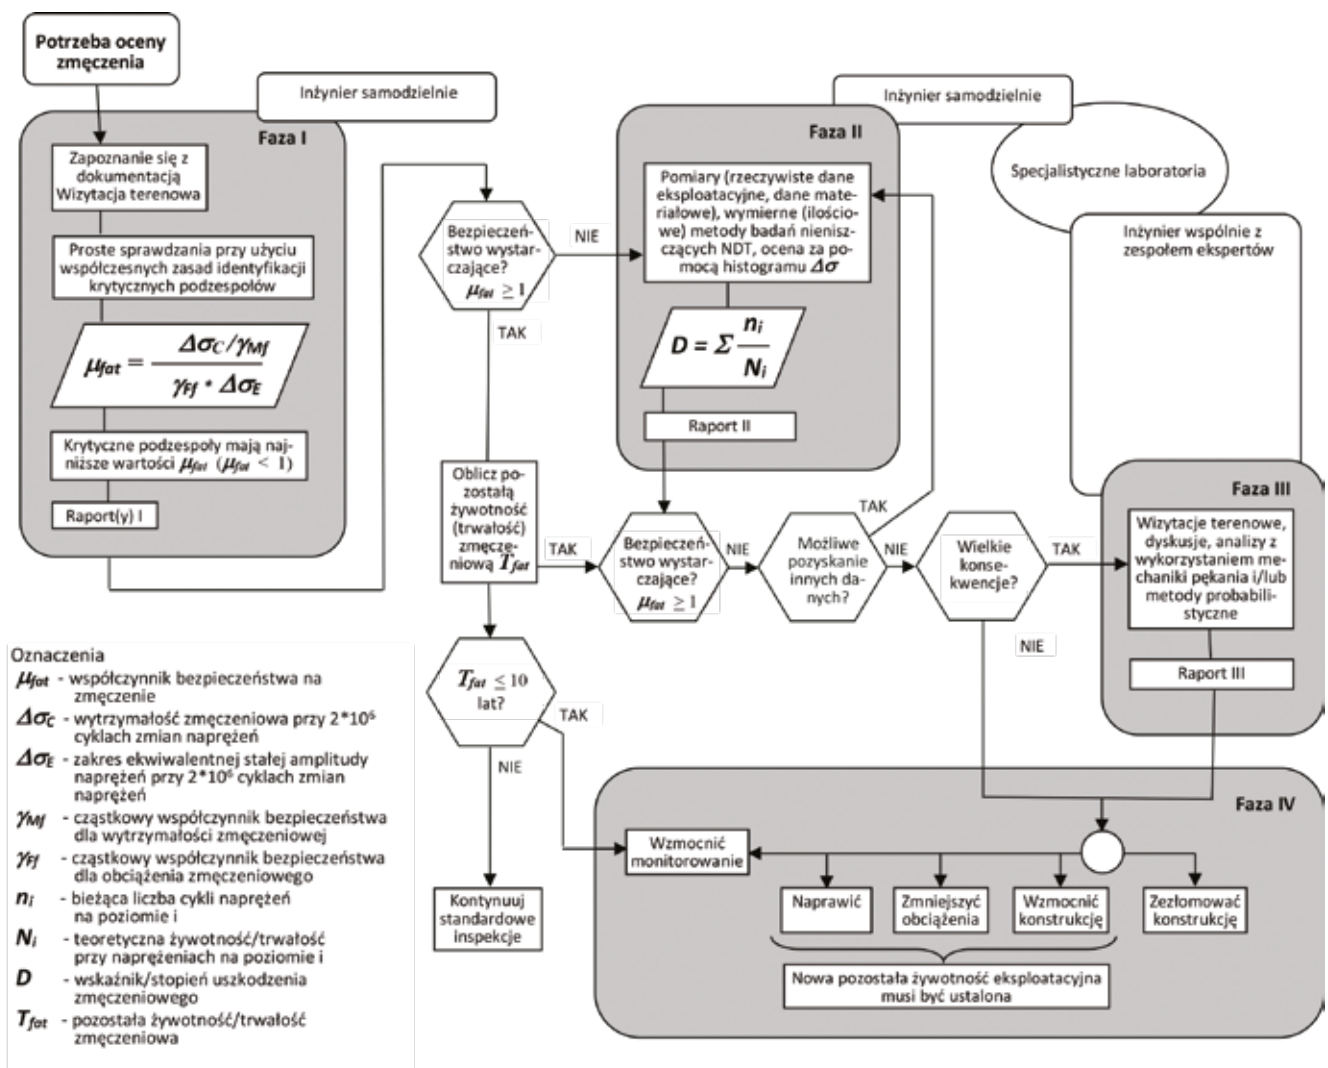 Potrzeba oceny
zmęczenia
Inżynier samodzielnie
Faza I
Zapoznanie się z
dokumentacją
Wizytacja terenowa
Proste sprawdzania przy użyciu
współczesnych zasad identyfikacji
krytycznych podzespołów
μfat = ΔσC/γMf
γFf * ΔσE
Krytyczne podzespoły mają naj-
niższe wartości μfat (μfat < 1)
Raport(y) I
Bezpieczeń-
stwo wystar-
czające?
μfat ≥ 1
NIE
TAK
Inżynier samodzielnie
Faza II
Pomiary (rzeczywiste dane
eksploatacyjne, dane mate-
riałowe), wymierne (ilościo-
we) metody badań nienisz-
czących NDT, ocena za po-
mocą histogramu Δσ
D = Σ ni
Ni
Raport II
Specjalistyczne laboratoria
Inżynier wspólnie z
zespołem ekspertów
Oblicz po-
zostałą
żywotność
(trwałość)
zmęcze-
niową Tfat
TAK
Bezpieczeń-
stwo wystar-
czające?
μfat ≥ 1
NIE
Możliwe
pozyskanie
innych da-
nych?
TAK
NIE
Wielkie
konse-
kwencje?
TAK
NIE
Faza III
Wizytacje terenowe,
dyskusje, analizy z
wykorzystaniem me-
chaniki pękania i/lub
metody probabili-
styczne
Raport III
Tfat ≤ 10
lat?
TAK
NIE
Kontynuuj
standardowe
inspekcje
Faza IV
Wzmocnić
monitorowanie
Naprawić
Zmniejszyć
obciążenia
Wzmocnić
konstrukcję
Zezłomować
konstrukcję
Nowa pozostała żywotność eksploatacyjna
musi być ustalona
Oznaczenia
μfat - współczynnik bezpieczeństwa na
zmęczenie
ΔσC - wytrzymałość zmęczeniowa przy 2*10⁶
cyklach zmian naprężeń
ΔσE - zakres ekwiwalentnej stałej amplitudy
naprężeń przy 2*10⁶ cyklach zmian
naprężeń
γMf - cząstkowy współczynnik bezpieczeństwa
dla wytrzymałości zmęczeniowej
γFf - cząstkowy współczynnik bezpieczeństwa
dla obciążenia zmęczeniowego
ni - bieżąca liczba cykli naprężeń
na poziomie i
Ni - teoretyczna żywotność/trwałość
przy naprężeniach na poziomie i
D - wskaźnik/stopień uszkodzenia
zmęczeniowego
Tfat - pozostała żywotność/trwałość
zmęczeniowa